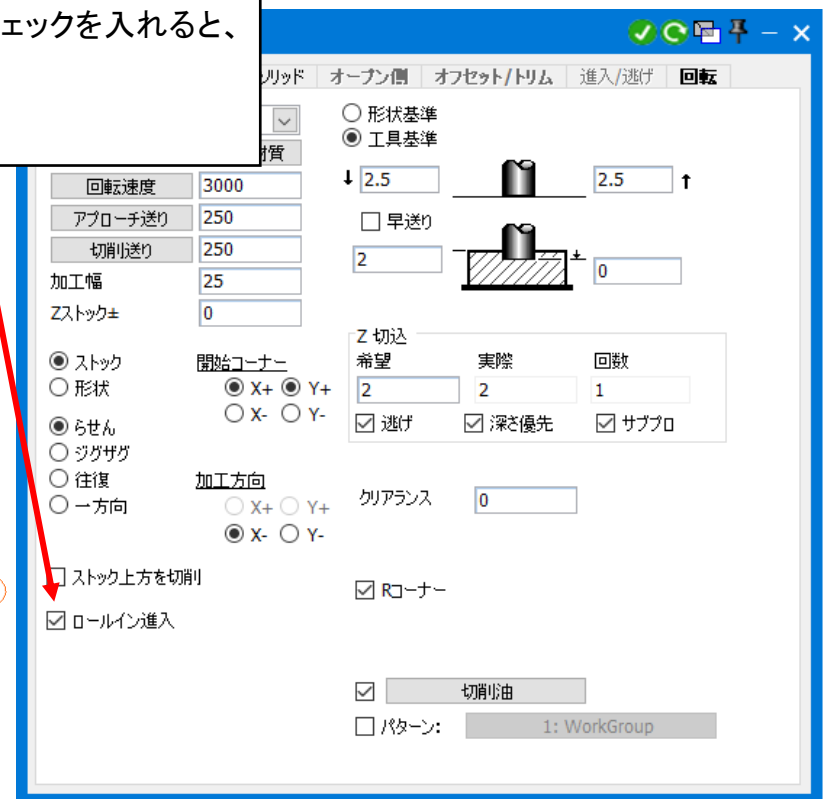 ェックを入れると、
リッド オープン側 オフセット/トリム 進入/逃げ 回転
形状基準
工具基準
質
回転速度 3000 2.5 2.5
アプローチ送り 250 早送り
切削送り 250 2 0
加工幅 25
Zストック± 0
Z 切込
ストック 開始コーナー 希望 実際 回数
形状 X+ Y+ 2 2 1
らせん X- Y- 逃げ 深さ優先 サブプロ
ジグザグ
往復 加工方向
一方向 X+ Y+ クリアランス 0
X- Y-
ストック上方を切削
Rコーナー
ロールイン進入
切削油
パターン: 1: WorkGroup